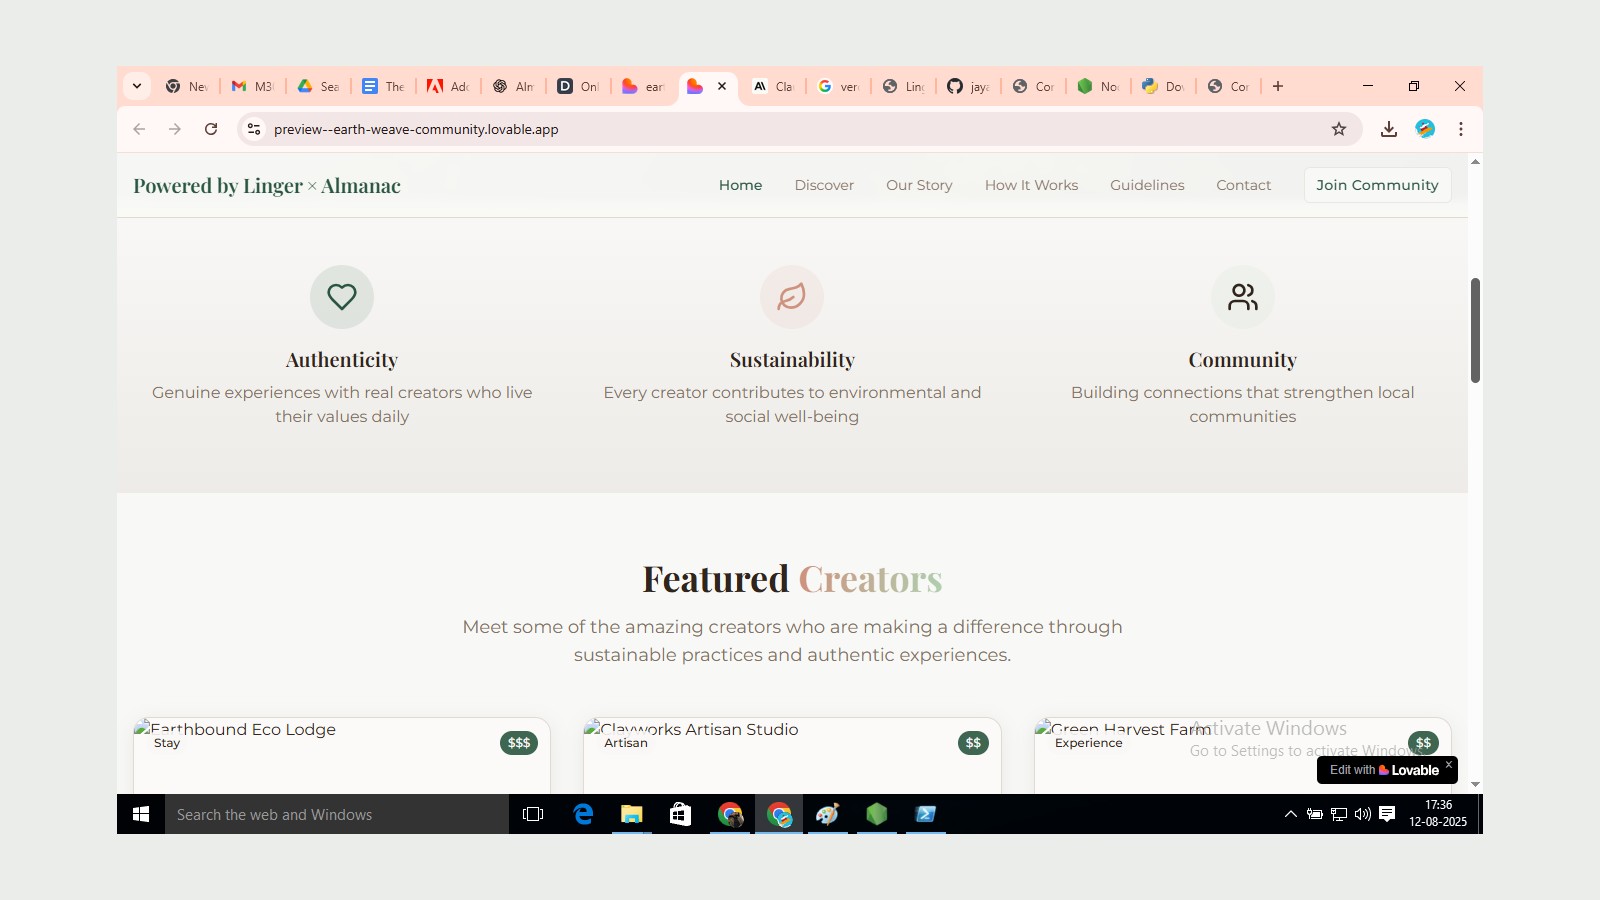 Nev
M3
Sea
The
Adc
Alm
Onl
eart
Cla
vero
Ling
jaya
Cor
No
Dov
Cor
preview--earth-weave-community.lovable.app
Powered by Linger × Almanac
Home
Discover
Our Story
How It Works
Guidelines
Contact
Join Community
Authenticity
Genuine experiences with real creators who live
their values daily
Sustainability
Every creator contributes to environmental and
social well-being
Community
Building connections that strengthen local
communities
Featured Creators
Meet some of the amazing creators who are making a difference through
sustainable practices and authentic experiences.
Earthbound Eco Lodge
Stay
$$$
Clayworks Artisan Studio
Artisan
$$
Green Harvest Farm
Experience
$$
Activate Windows
Go to Settings to activate Windows.
Edit with Lovable x
Search the web and Windows
17:36
12-08-2025